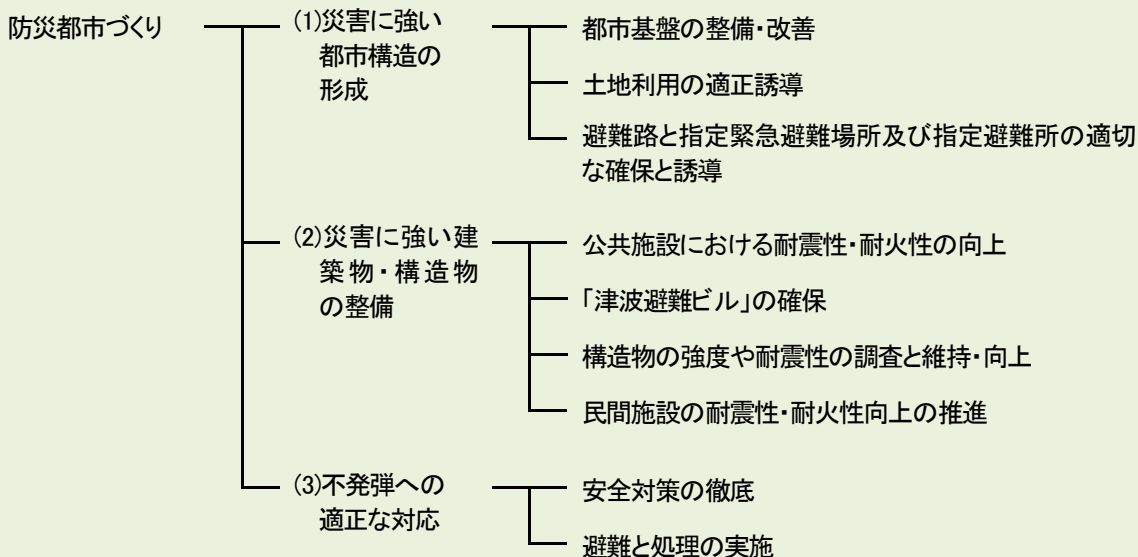 防災都市づくり
(1)災害に強い
都市構造の
形成
都市基盤の整備・改善
土地利用の適正誘導
避難路と指定緊急避難場所及び指定避難所の適切
な確保と誘導
(2)災害に強い建
築物・構造物
の整備
公共施設における耐震性・耐火性の向上
「津波避難ビル」の確保
構造物の強度や耐震性の調査と維持・向上
民間施設の耐震性・耐火性向上の推進
(3)不発弾への
適正な対応
安全対策の徹底
避難と処理の実施